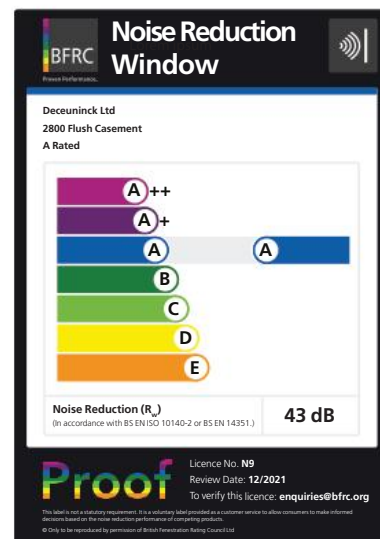 BFRC
Proven Performance.
Noise Reduction
Window
Deceuninck Ltd
2800 Flush Casement
A Rated
A++
A+
A A
B
C
D
E
Noise Reduction (Rw) 43 dB
(In accordance with BS EN ISO 10140-2 or BS EN 14351.)
Proof
Licence No. N9
Review Date: 12/2021
To verify this licence: enquiries@bfrc.org
This label is not a statutory requirement. It is a voluntary label provided as a customer service to allow consumers to make informed
decisions based on the noise reduction performance of competing products.
© Only to be reproduced by permission of British Fenestration Rating Council Ltd